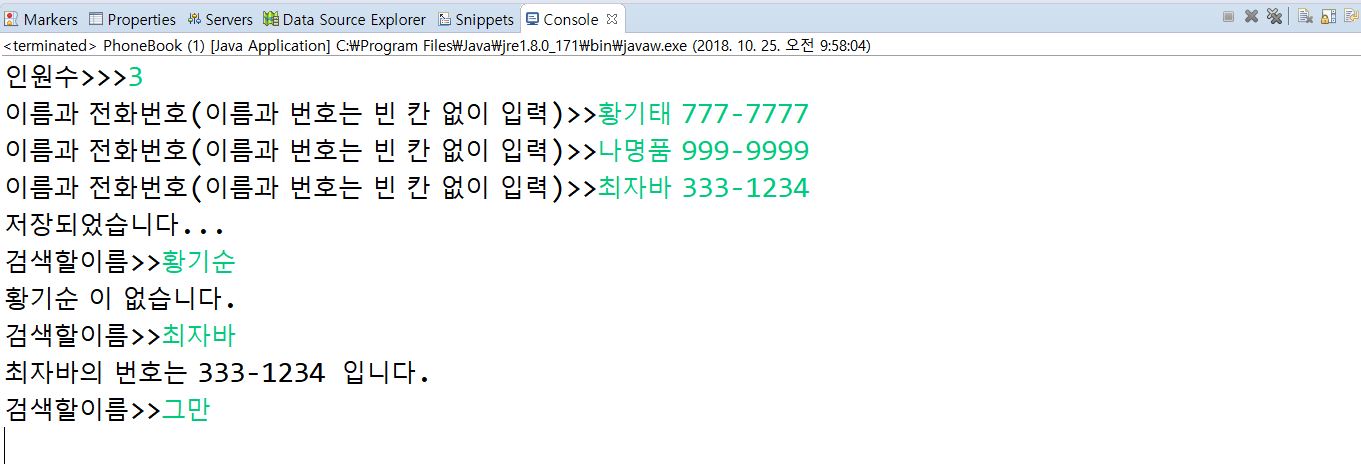 Markers Properties Servers Data Source Explorer Snippets Console
<terminated> PhoneBook (1) [Java Application] C:₩Program Files₩Java₩jre1.8.0_171₩bin₩javaw.exe (2018. 10. 25. 오전 9:58:04)
인원수>>>3
이름과 전화번호(이름과 번호는 빈 칸 없이 입력)>>황기태 777-7777
이름과 전화번호(이름과 번호는 빈 칸 없이 입력)>>나명품 999-9999
이름과 전화번호(이름과 번호는 빈 칸 없이 입력)>>최자바 333-1234
저장되었습니다...
검색할이름>>황기순
황기순 이 없습니다.
검색할이름>>최자바
최자바의 번호는 333-1234 입니다.
검색할이름>>그만